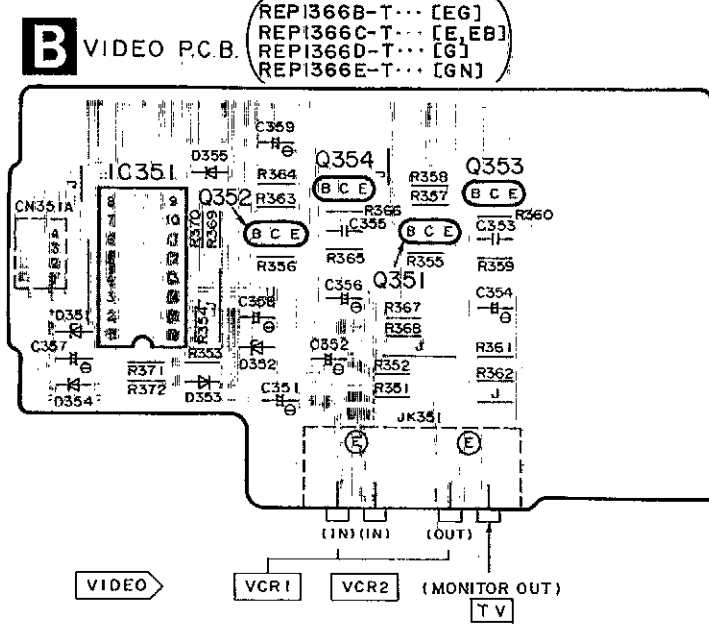 B VIDEO P.C.B.
REP1366B-T··· [EG]
REP1366C-T··· [E,EB]
REP1366D-T··· [G]
REP1366E-T··· [GN]
C359
D355
IC351
Q354
Q353
R364
R358
CN351A
J
Q352
R363
B C E
R357
B C E
8 9
7 10
R370
R369
R366
R360
B C E
C355
B C E
C353
R356
R365
R355
R359
C356
Q351
J
C354
D351
R354
J
C358
R367
R368
C357
R353
D352
C352
J
R361
R371
R352
R362
D354
R372
D353
C351
R351
J
JK351
E E
(IN) (IN) (OUT)
VIDEO VCR1 VCR2 (MONITOR OUT)
TV